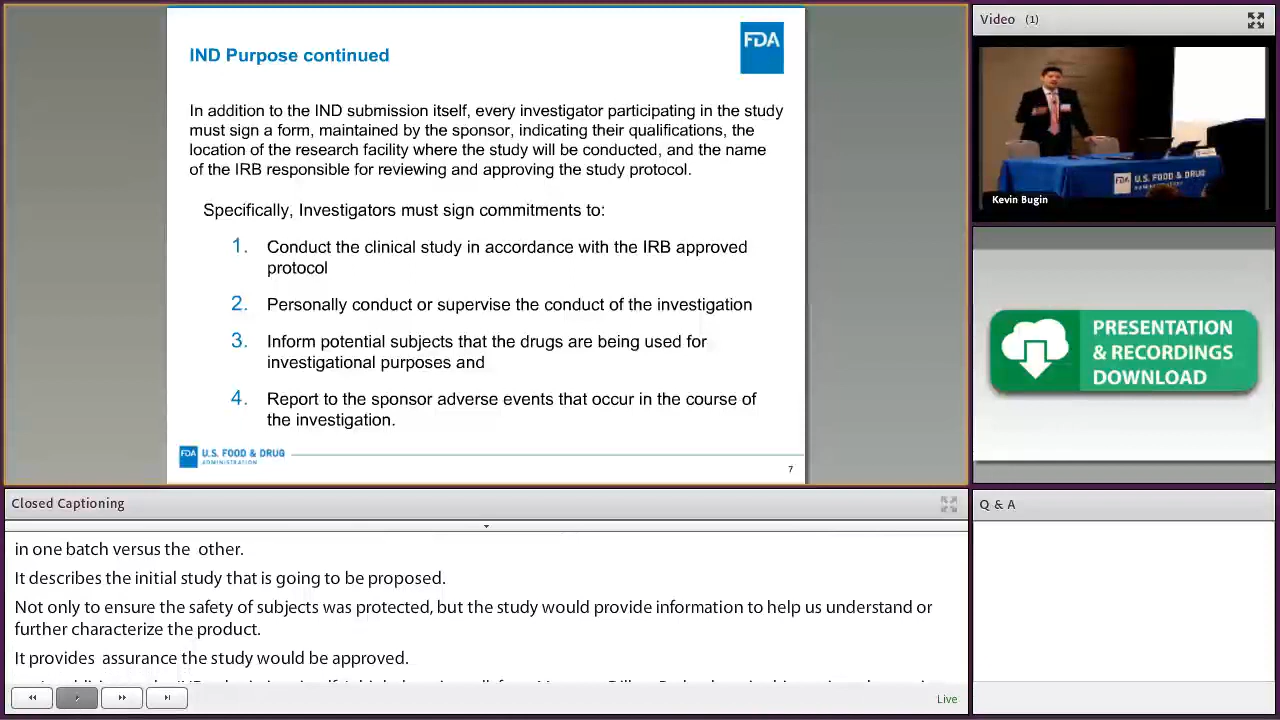 IND Purpose continued
FDA
In addition to the IND submission itself, every investigator participating in the study
must sign a form, maintained by the sponsor, indicating their qualifications, the
location of the research facility where the study will be conducted, and the name
of the IRB responsible for reviewing and approving the study protocol.
Specifically, Investigators must sign commitments to:
1. Conduct the clinical study in accordance with the IRB approved
protocol
2. Personally conduct or supervise the conduct of the investigation
3. Inform potential subjects that the drugs are being used for
investigational purposes and
4. Report to the sponsor adverse events that occur in the course of
the investigation.
FDA U.S. FOOD & DRUG
ADMINISTRATION
7
Video (1)
FDA U.S. FOOD & DRUG
ADMINISTRATION
Kevin Bugin
PRESENTATION
& RECORDINGS
DOWNLOAD
Closed Captioning
in one batch versus the other.
It describes the initial study that is going to be proposed.
Not only to ensure the safety of subjects was protected, but the study would provide information to help us understand or
further characterize the product.
It provides assurance the study would be approved.
Live
Q & A